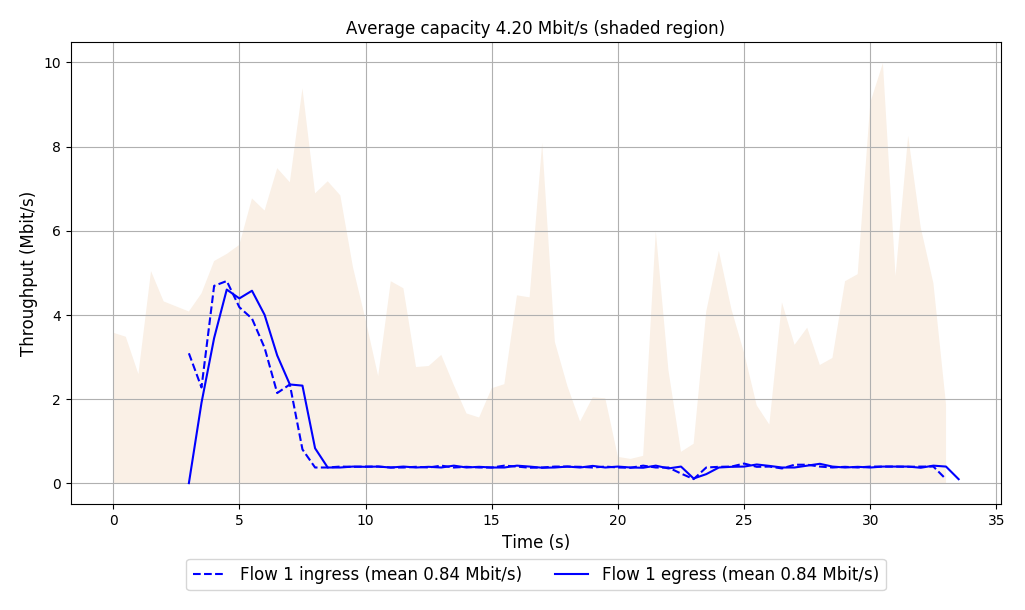 Average capacity 4.20 Mbit/s (shaded region)
Throughput (Mbit/s)
10
8
6
4
2
0
0 5 10 15 20 25 30 35
Time (s)
Flow 1 ingress (mean 0.84 Mbit/s) Flow 1 egress (mean 0.84 Mbit/s)